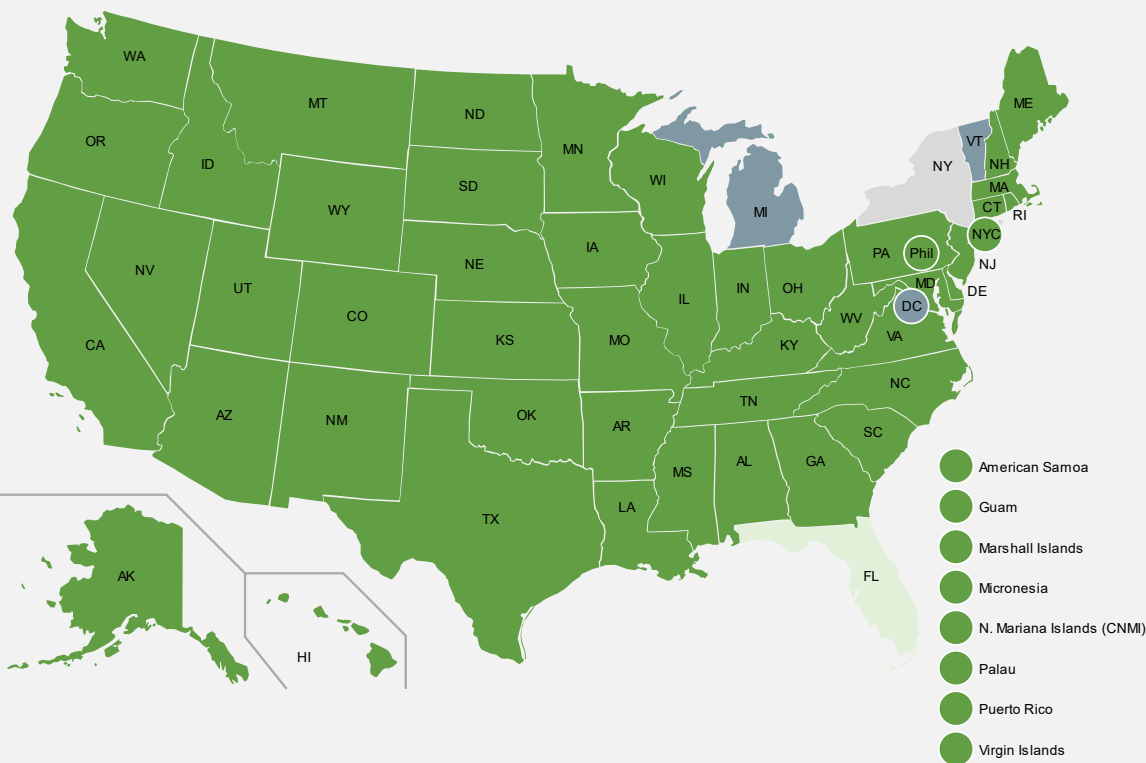 WA
MT
ND
ME
OR
ID
MN
VT
NH
NY
SD
WI
MA
WY
MI
CT
RI
NYC
IA
PA
Phil
NJ
NV
NE
UT
IN
OH
MD
DE
IL
DC
CO
WV
VA
CA
KS
MO
KY
NC
TN
AZ
NM
OK
AR
SC
MS
AL
GA
LA
TX
FL
AK
HI
American Samoa
Guam
Marshall Islands
Micronesia
N. Mariana Islands (CNMI)
Palau
Puerto Rico
Virgin Islands